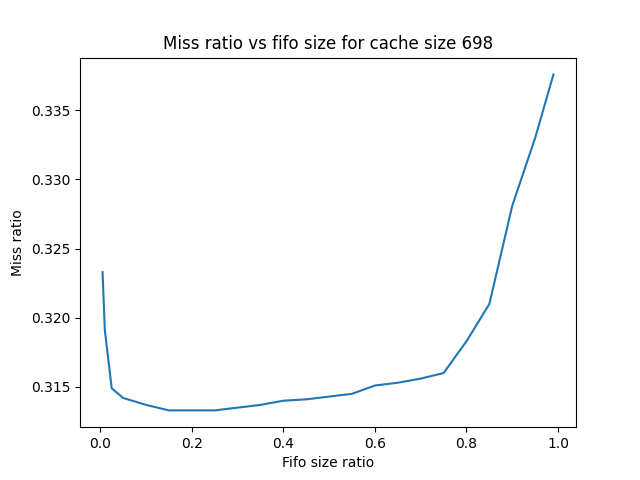 Miss ratio vs fifo size for cache size 698
0.335
0.330
0.325
0.320
0.315
Miss ratio
0.0 0.2 0.4 0.6 0.8 1.0
Fifo size ratio